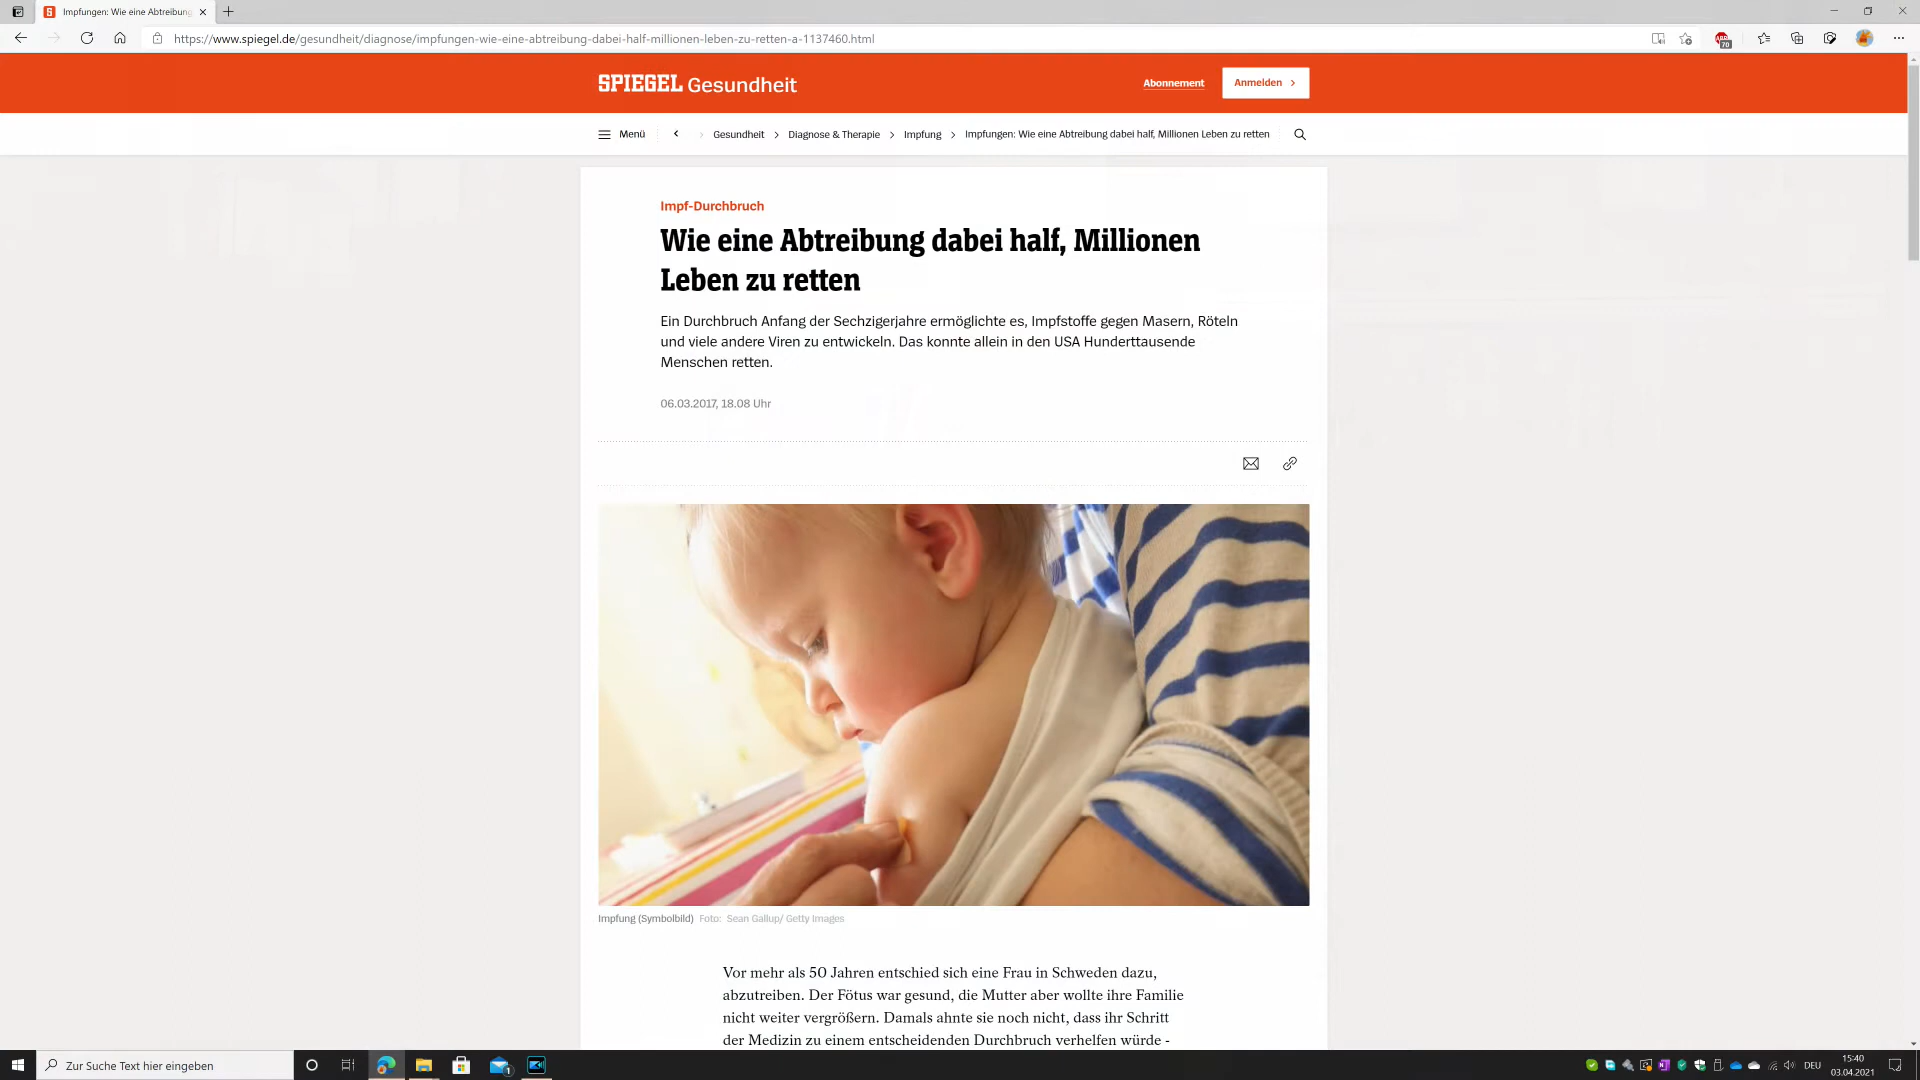 Impfungen: Wie eine Abtreibung
https://www.spiegel.de/gesundheit/diagnose/impfungen-wie-eine-abtreibung-dabei-half-millionen-leben-zu-retten-a-1137460.html
70
SPIEGEL Gesundheit
Abonnement
Anmelden
Menü
Gesundheit
Diagnose & Therapie
Impfung
Impfungen: Wie eine Abtreibung dabei half, Millionen Leben zu retten
Impf-Durchbruch
Wie eine Abtreibung dabei half, Millionen
Leben zu retten
Ein Durchbruch Anfang der Sechzigerjahre ermöglichte es, Impfstoffe gegen Masern, Röteln
und viele andere Viren zu entwickeln. Das konnte allein in den USA Hunderttausende
Menschen retten.
06.03.2017, 18.08 Uhr
Impfung (Symbolbild) Foto: Sean Gallup/ Getty Images
Vor mehr als 50 Jahren entschied sich eine Frau in Schweden dazu,
abzutreiben. Der Fötus war gesund, die Mutter aber wollte ihre Familie
nicht weiter vergrößern. Damals ahnte sie noch nicht, dass ihr Schritt
der Medizin zu einem entscheidenden Durchbruch verhelfen würde -
Zur Suche Text hier eingeben
1
DEU
15:40
03.04.2021